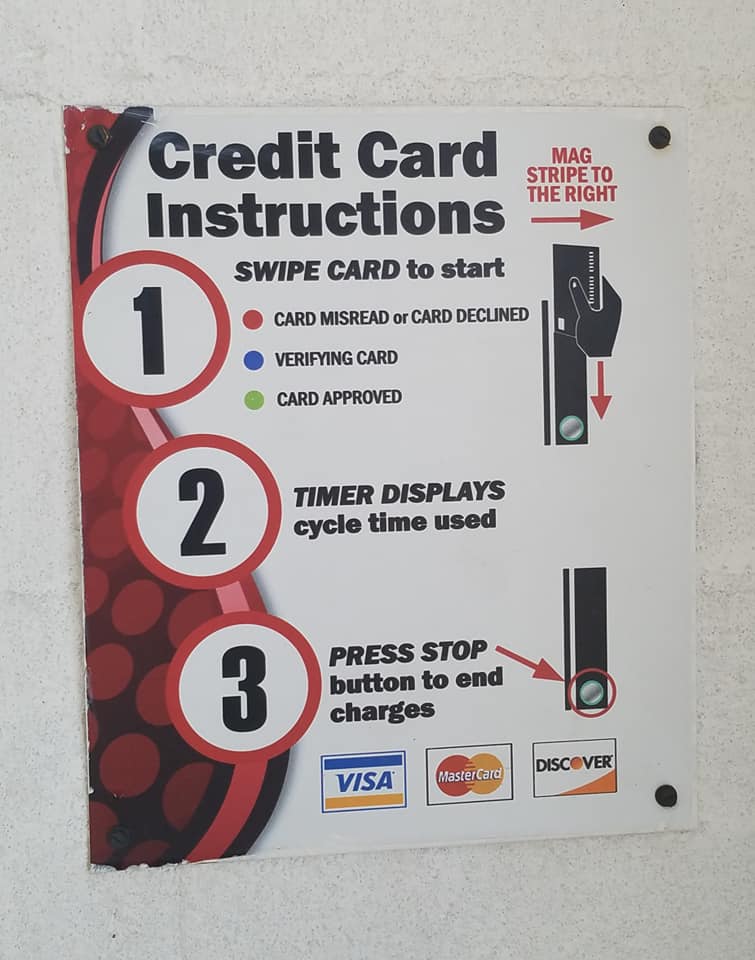 Credit Card
Instructions
MAG
STRIPE TO
THE RIGHT
1
SWIPE CARD to start
CARD MISREAD or CARD DECLINED
VERIFYING CARD
CARD APPROVED
2
TIMER DISPLAYS
cycle time used
3
PRESS STOP
button to end
charges
VISA
MasterCard
DISCOVER